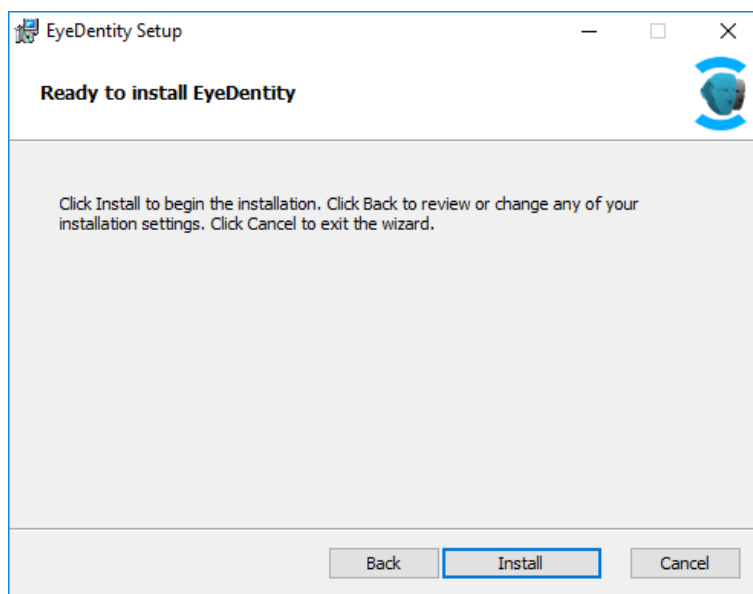 EyeDentity Setup
Ready to install EyeDentity
Click Install to begin the installation. Click Back to review or change any of your
installation settings. Click Cancel to exit the wizard.
Back Install Cancel